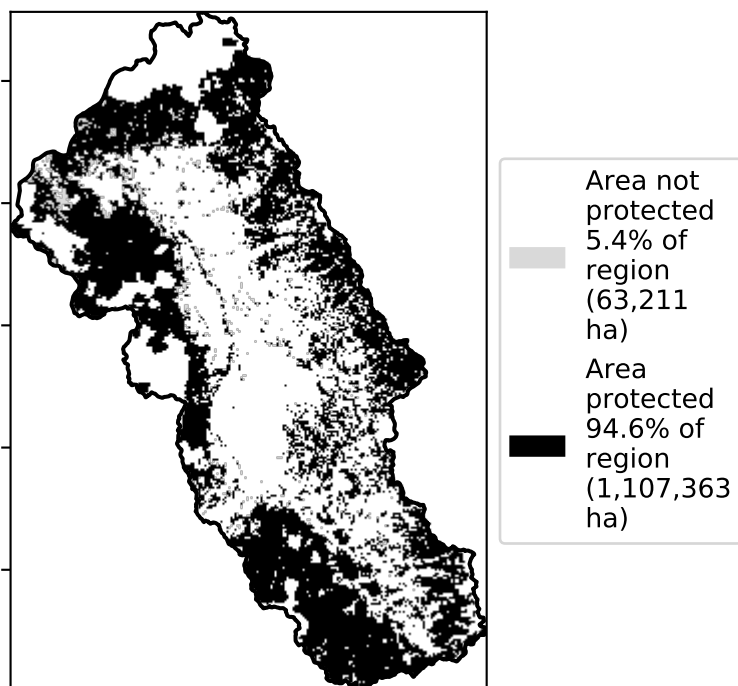 Area not
protected
5.4% of
region
(63,211
ha)
Area
protected
94.6% of
region
(1,107,363
ha)